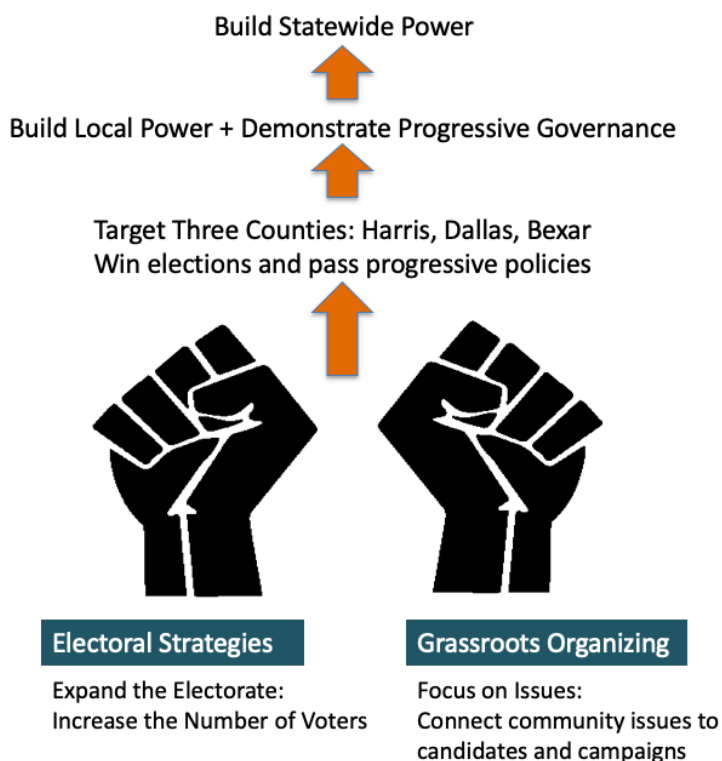 Build Statewide Power
Build Local Power + Demonstrate Progressive Governance
Target Three Counties: Harris, Dallas, Bexar
Win elections and pass progressive policies
Electoral Strategies
Expand the Electorate:
Increase the Number of Voters
Grassroots Organizing
Focus on Issues:
Connect community issues to
candidates and campaigns